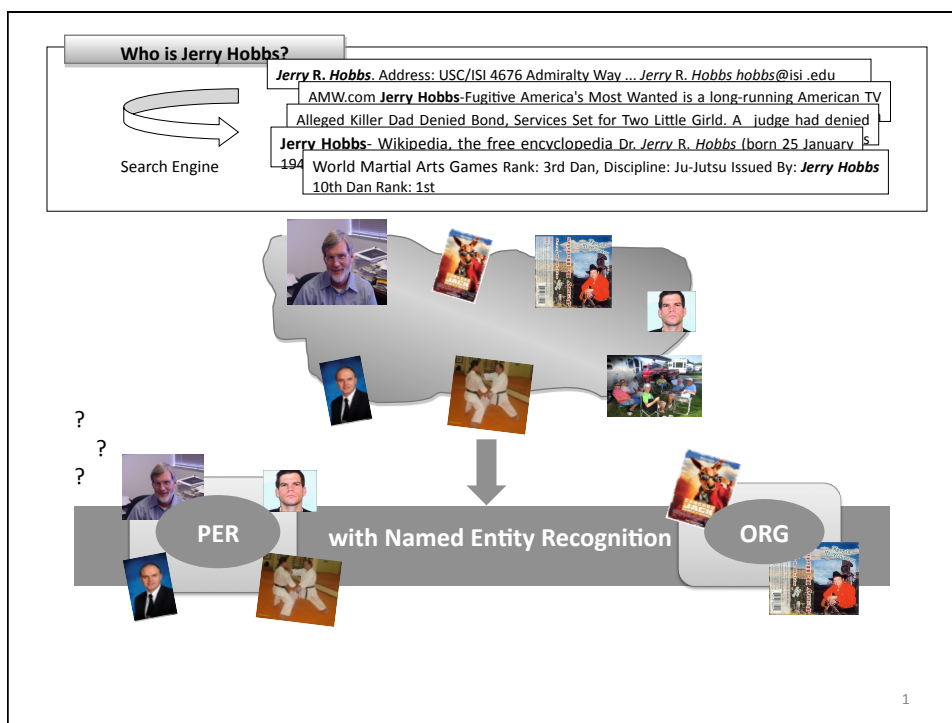 Who is Jerry Hobbs?
Jerry R. Hobbs. Address: USC/ISI 4676 Admiralty Way ... Jerry R. Hobbs hobbs@isi .edu
AMW.com Jerry Hobbs-Fugitive America's Most Wanted is a long-running American TV
Alleged Killer Dad Denied Bond, Services Set for Two Little Girld. A judge had denied
Jerry Hobbs- Wikipedia, the free encyclopedia Dr. Jerry R. Hobbs (born 25 January
World Martial Arts Games Rank: 3rd Dan, Discipline: Ju-Jutsu Issued By: Jerry Hobbs
10th Dan Rank: 1st
Search Engine
?
?
?
PER
with Named Entity Recognition
ORG
1